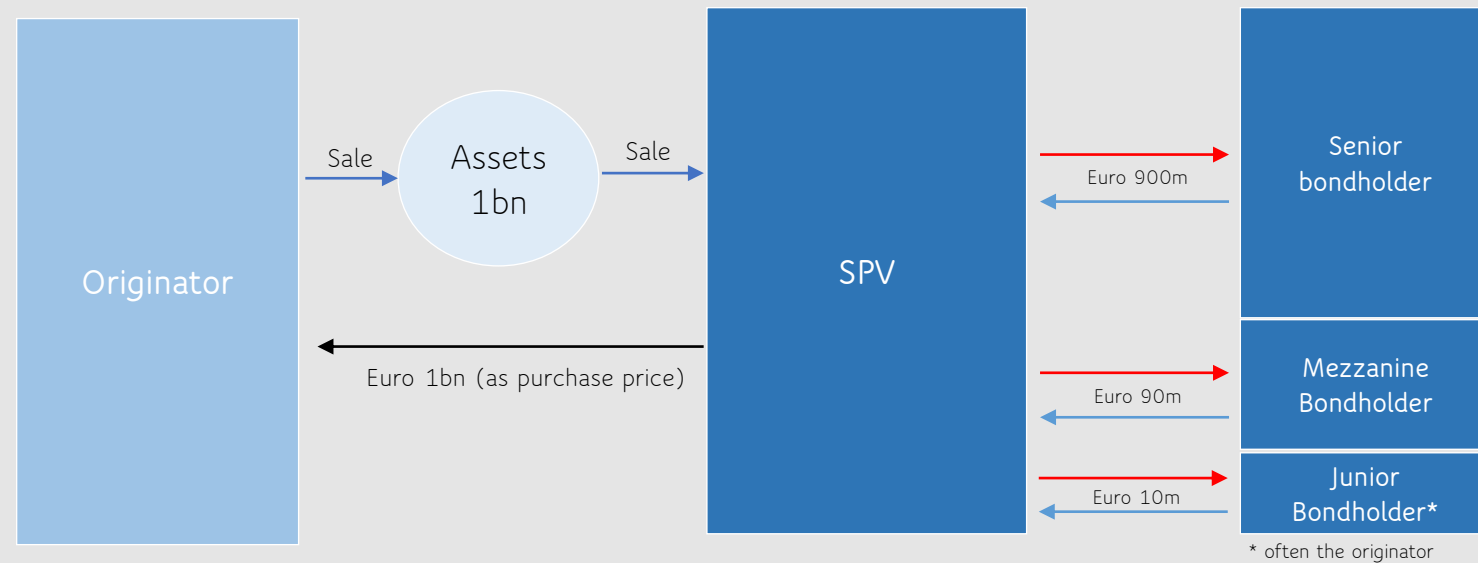 Originator
Sale
Assets
1bn
Sale
Euro 1bn (as purchase price)
SPV
Euro 900m
Senior
bondholder
Euro 90m
Mezzanine
Bondholder
Euro 10m
Junior
Bondholder*
* often the originator